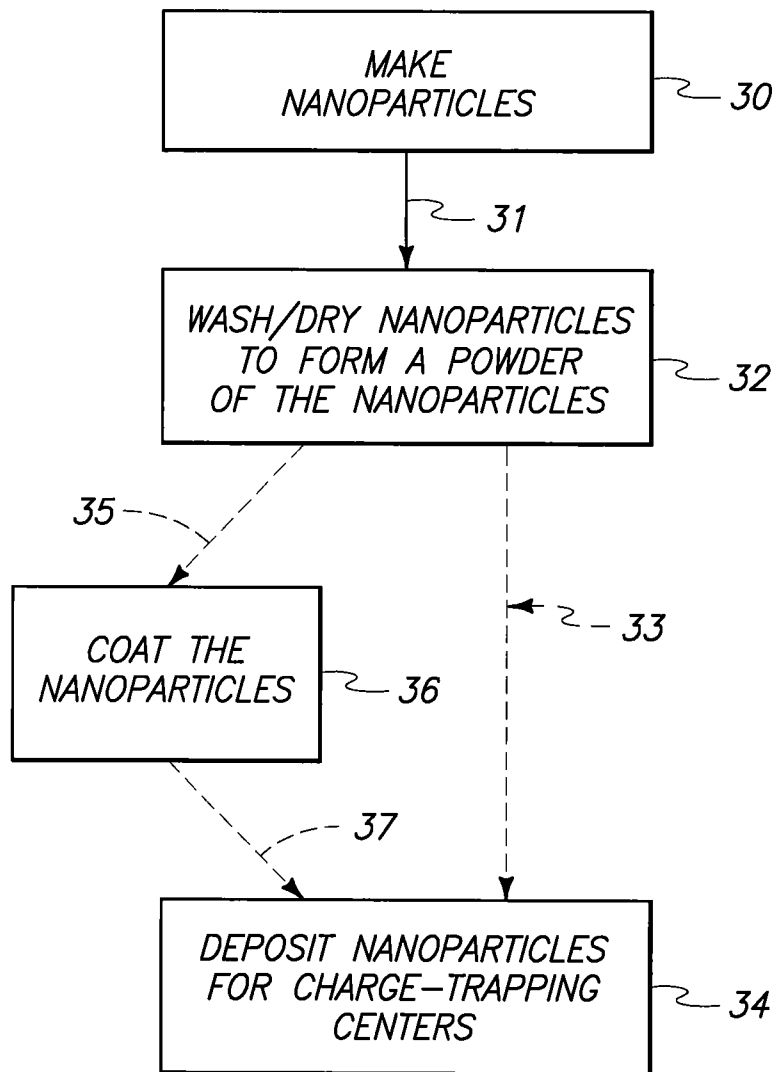 MAKE
NANOPARTICLES
30
31
WASH/DRY NANOPARTICLES
TO FORM A POWDER
OF THE NANOPARTICLES
32
35
33
COAT THE
NANOPARTICLES
36
37
DEPOSIT NANOPARTICLES
FOR CHARGE-TRAPPING
CENTERS
34